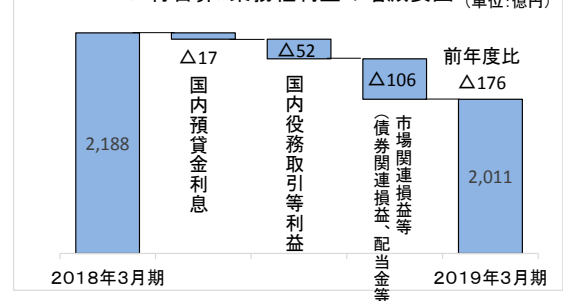 (単位：億円)
△17
△52
△106
前年度比
△176
2,188
2,011
国内預貸金利息
国内役務取引等利益
市場関連損益等
（債券関連損益、配当金等
2018年3月期
2019年3月期